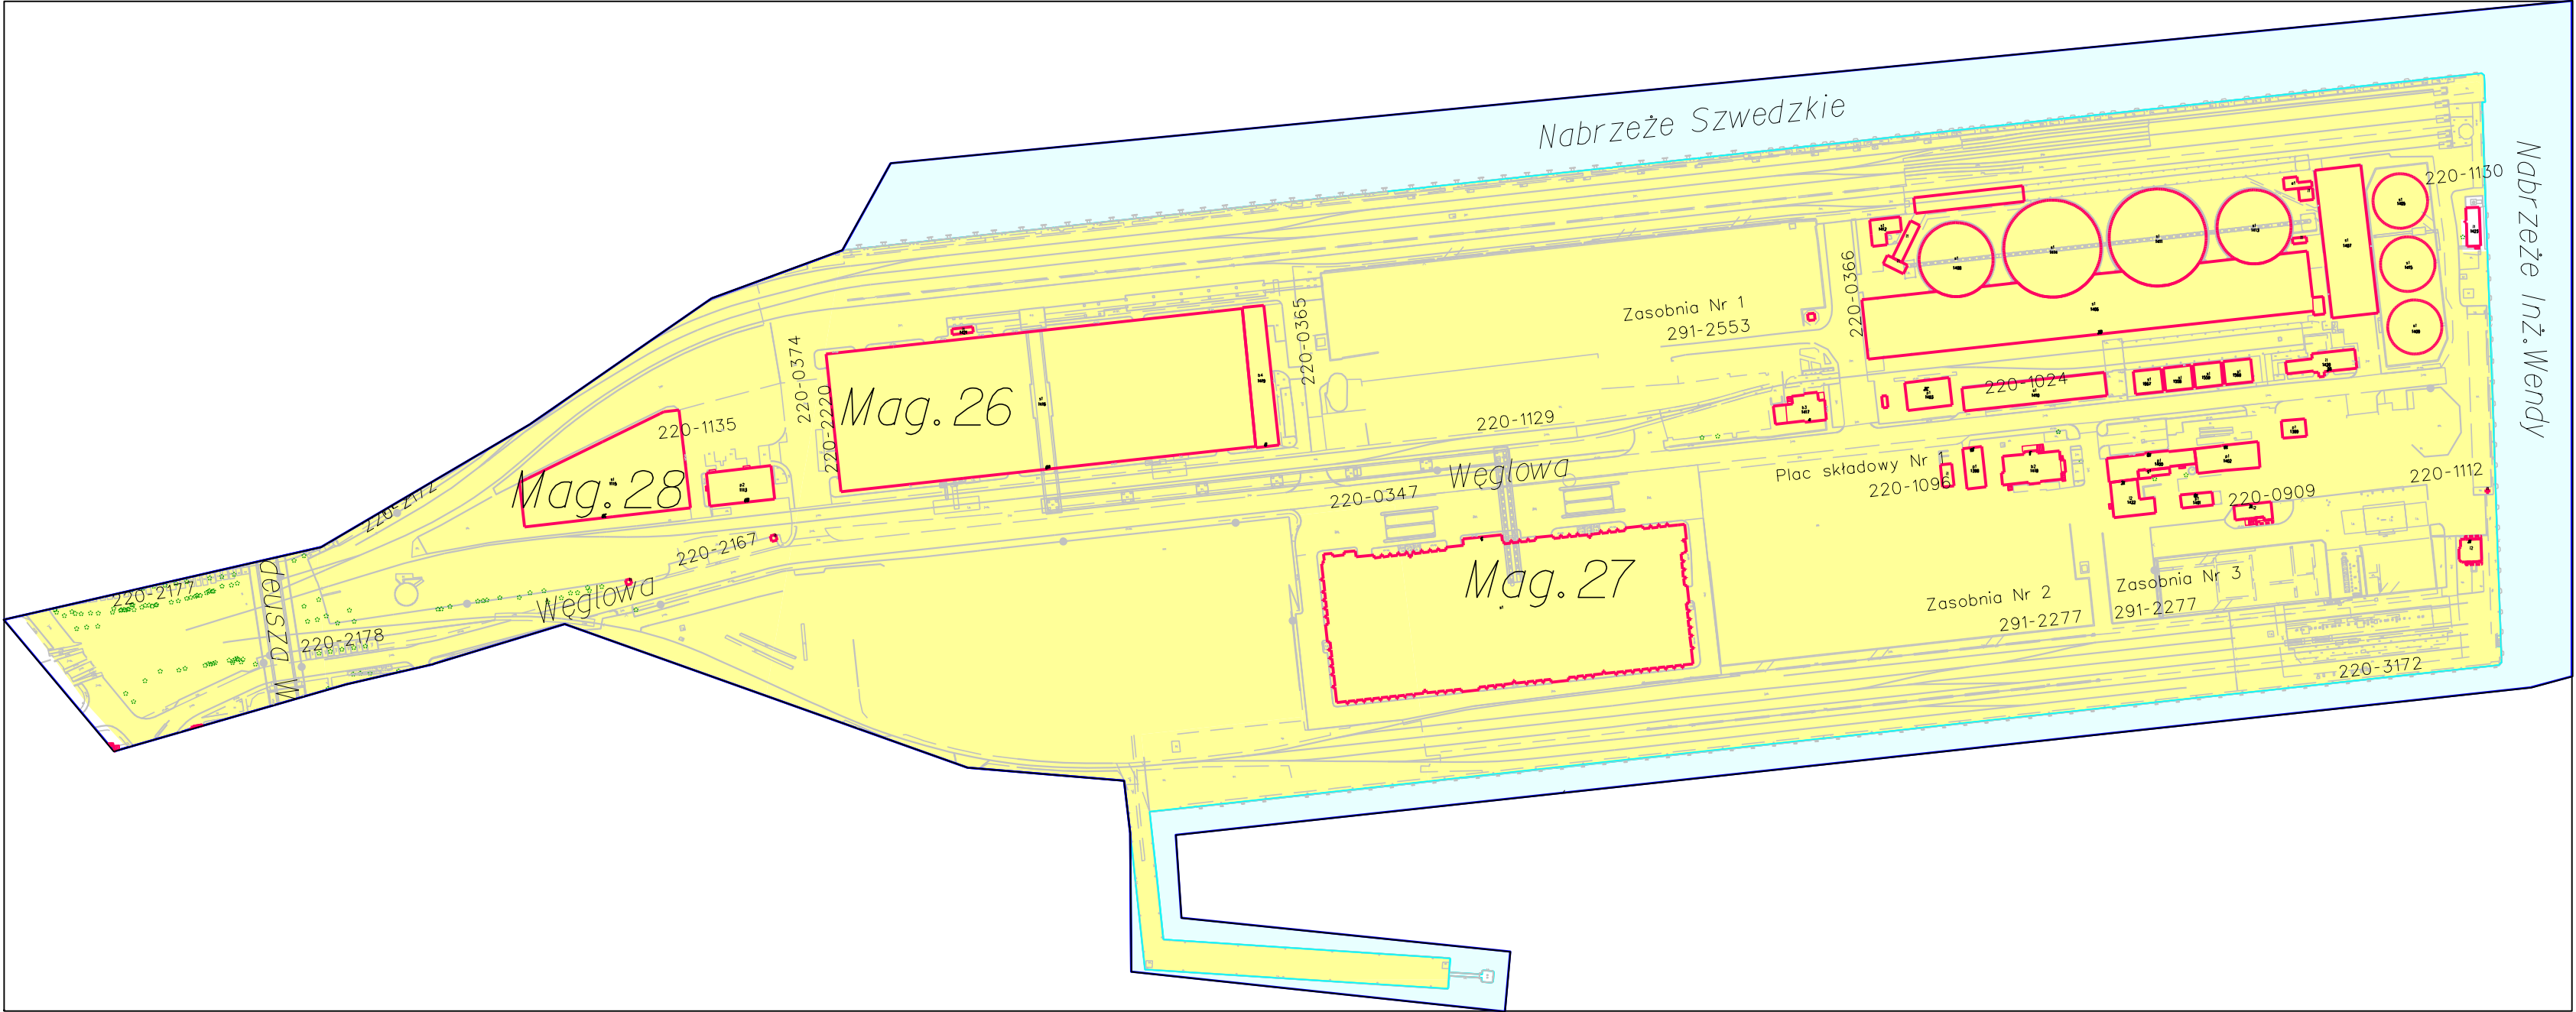 Nabrzeże Szwedzkie
Nabrzeże Inż.Wendy
220-1130
220-0366
Zasobnia Nr 1
291-2553
220-0365
220-0374
220-2220
Mag.26
220-1024
220-1129
220-1135
Mag.28
Węglowa
220-0347
Plac składowy Nr 1
220-1096
220-1112
220-0909
220-2172
220-2167
Mag.27
Zasobnia Nr 3
291-2277
Zasobnia Nr 2
291-2277
220-2177
Węglowa
deusza W
220-2178
220-3172